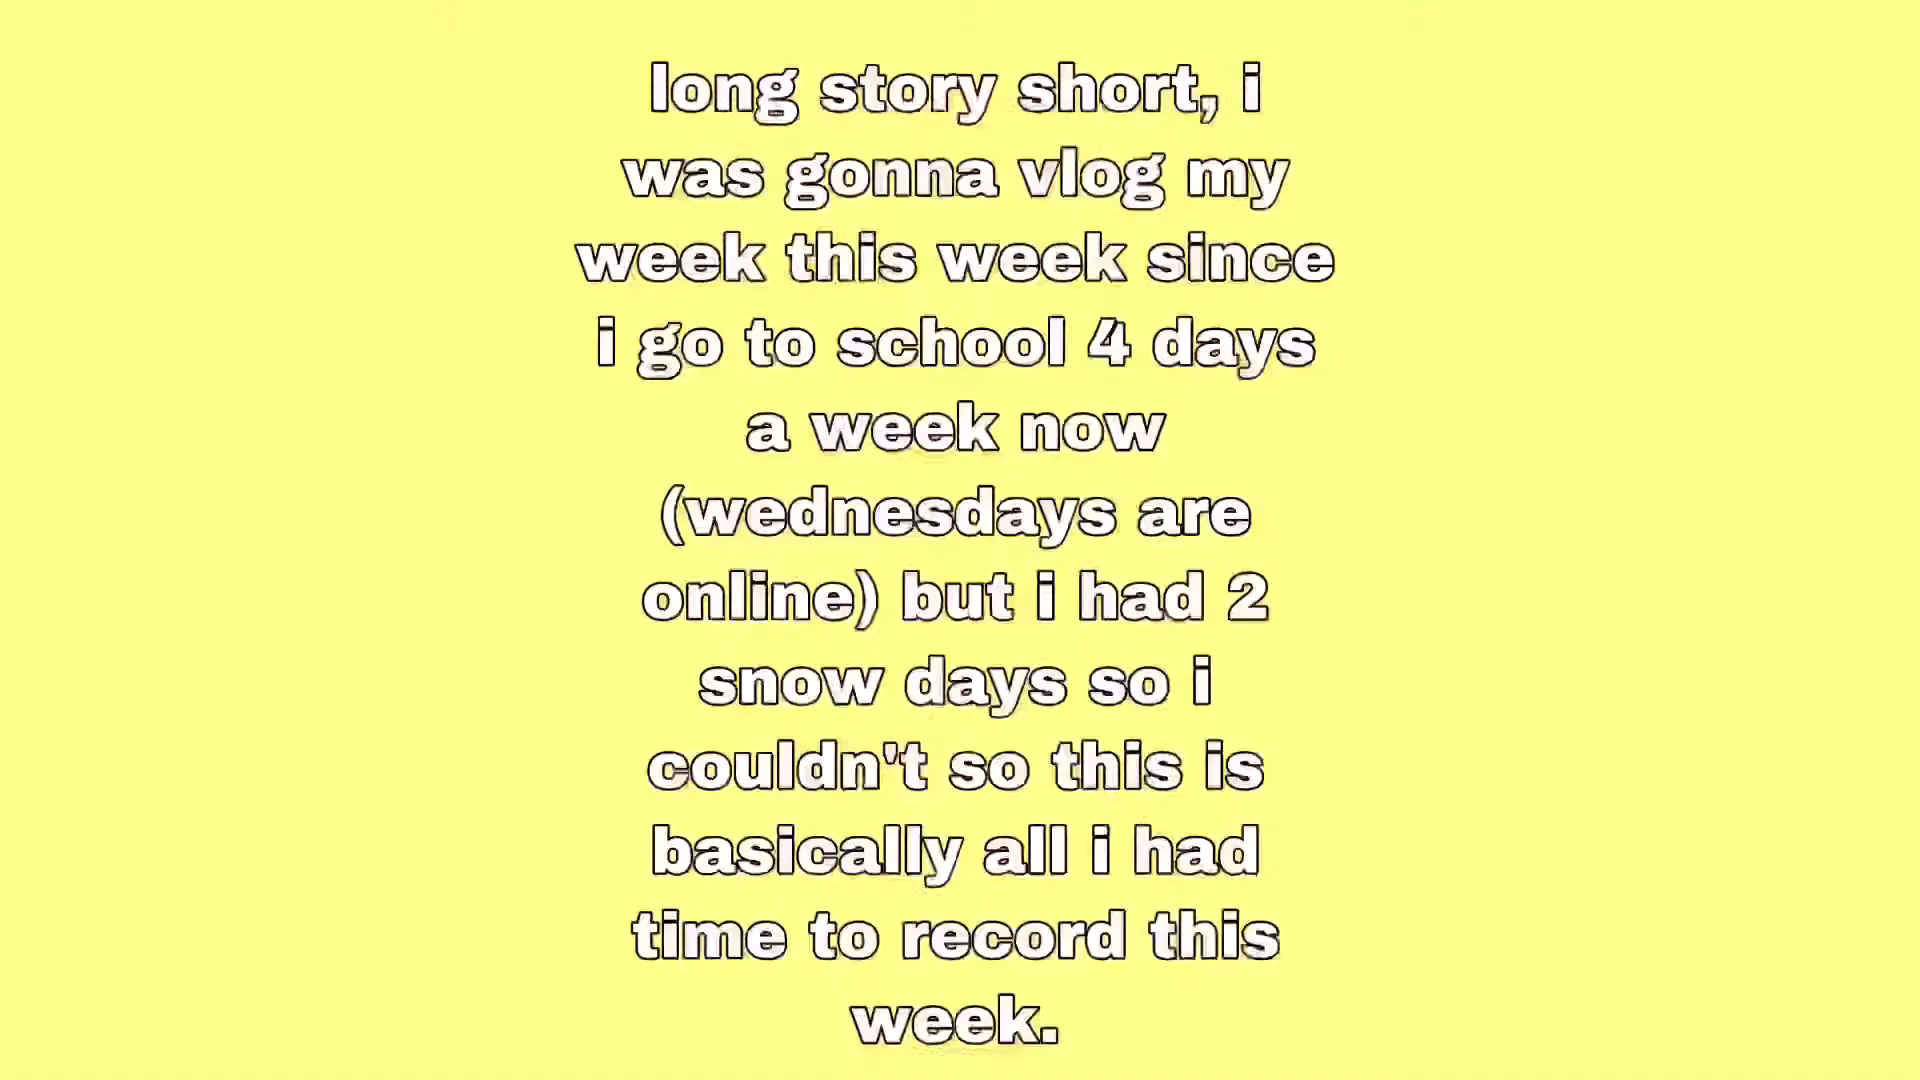 long story short, i
was gonna vlog my
week this week since
i go to school 4 days
a week now
(wednesdays are
online) but i had 2
snow days so i
couldn't so this is
basically all i had
time to record this
week.